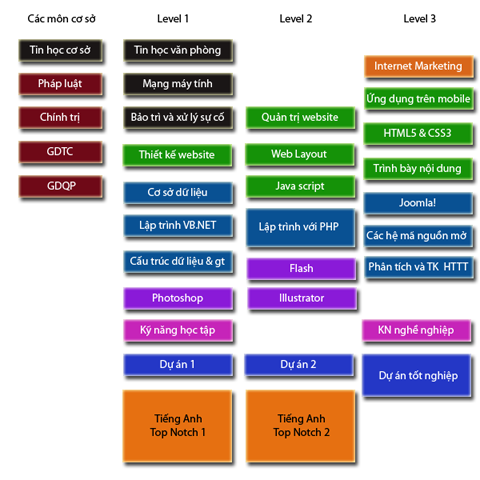 Các môn cơ sở
Tin học cơ sở
Pháp luật
Chính trị
GDTC
GDQP
Level 1
Tin học văn phòng
Mạng máy tính
Bảo trì và xử lý sự cố
Thiết kế website
Cơ sở dữ liệu
Lập trình VB.NET
Cấu trúc dữ liệu & gt
Photoshop
Ký năng học tập
Dự án 1
Tiếng Anh
Top Notch 1
Level 2
Quản trị website
Web Layout
Java script
Lập trình với PHP
Flash
Illustrator
Dự án 2
Tiếng Anh
Top Notch 2
Level 3
Internet Marketing
Ứng dụng trên mobile
HTML5 & CSS3
Trình bày nội dung
Joomla!
Các hệ mã nguồn mở
Phân tích và TK HTTT
KN nghề nghiệp
Dự án tốt nghiệp